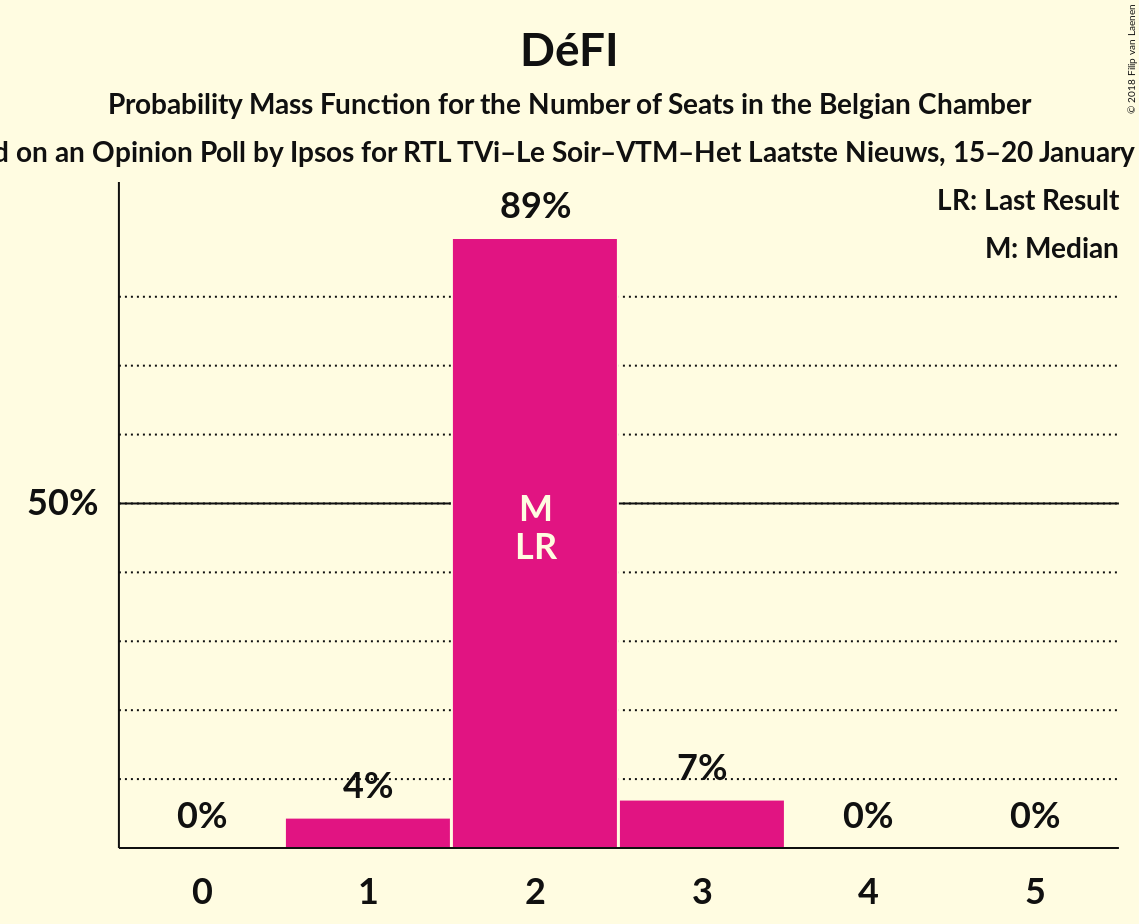 DéFI
Probability Mass Function for the Number of Seats in the Belgian Chamber
on an Opinion Poll by Ipsos for RTL TVi–Le Soir–VTM–Het Laatste Nieuws, 15–20 January
© 2018 Filip van Laenen
LR: Last Result
M: Median
89%
50%
M
LR
7%
4%
0%
0%
0%
0
1
2
3
4
5